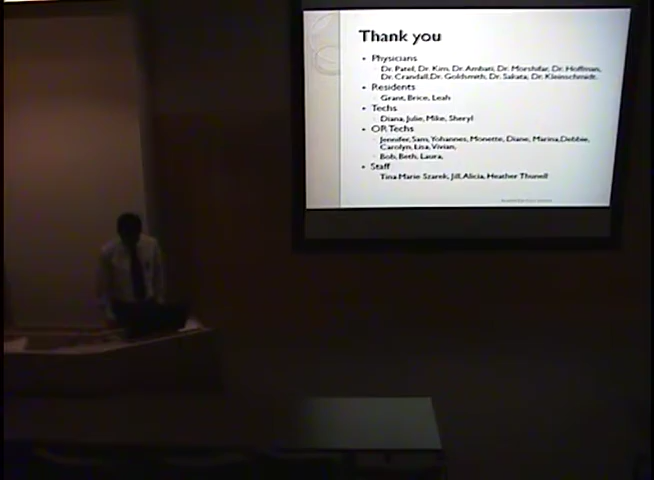 Thank you
• Physicians
Dr. Patel, Dr. Kim, Dr. Ambati, Dr. Morshifar, Dr. Hoffman,
Dr. Crandall, Dr. Goldsmith, Dr. Sakata, Dr. Kleinschmidt.
• Residents
Grant, Brice, Leah
• Techs
Diana, Julie, Mike, Sheryl
• OR Techs
Jennifer, Sam, Yohannes, Monette, Diane, Marina, Debbie,
Carolyn, Lisa, Vivian,
Bob, Beth, Laura,
• Staff
Tina Marie Szarek, Jill, Alicia, Heather Thunell